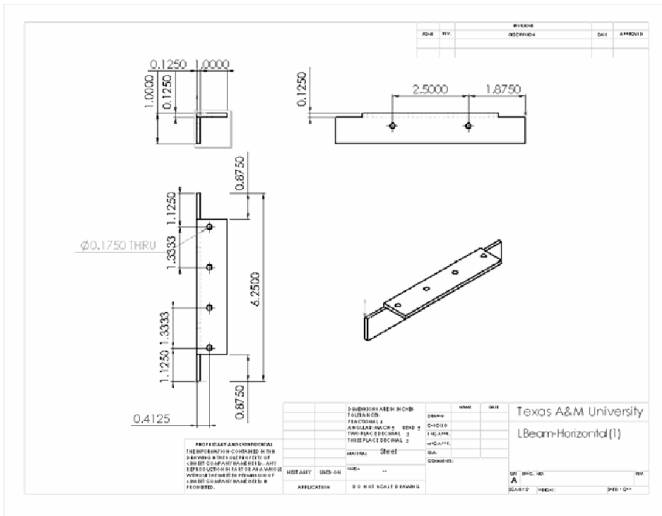 REVISIONS
ZONE REV. DESCRIPTION DATE APPROVED
0.1250 1.0000
1.0000
0.1250
0.1250
2.5000 1.8750
0.8750
1.1250
Ø0.1750 THRU
1.3333
6.2500
1.3333
1.1250
0.8750
0.4125
PROPRIETARY AND CONFIDENTIAL
THE INFORMATION CONTAINED IN THIS
DRAWING IS THE SOLE PROPERTY OF
REPRODUCTION IN PART OR AS A WHOLE
WITHOUT THE WRITTEN PERMISSION OF
PROHIBITED.
NEXT ASSY USED ON
APPLICATION
DIMENSIONS ARE IN INCHES
TOLERANCES:
FRACTIONAL ±
ANGULAR: MACH ± BEND ±
TWO PLACE DECIMAL ±
THREE PLACE DECIMAL ±
MATERIAL Steel
FINISH --
DO NOT SCALE DRAWING
NAME DATE
DRAWN
CHECKED
ENG APPR.
MFG APPR.
Q.A.
COMMENTS:
Texas A&M University
LBeam-Horizontal(1)
SIZE DWG. NO. REV.
A
WEIGHT: